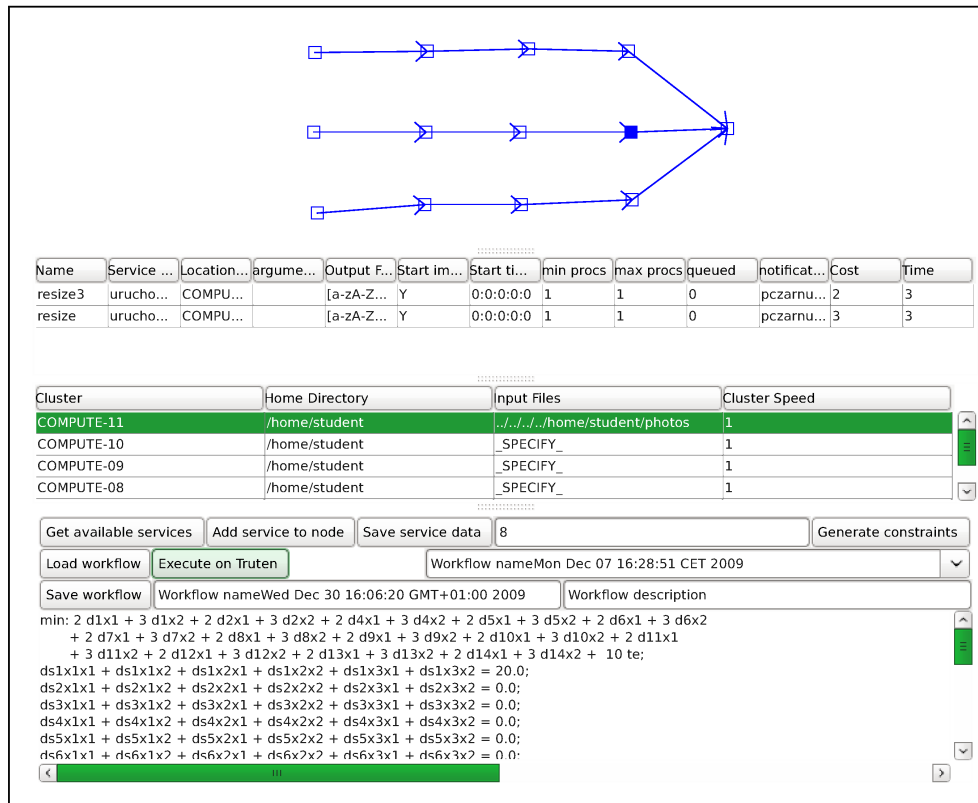 Name Service ... Location... argume... Output F... Start im... Start ti... min procs max procs queued notificat... Cost Time
resize3 urucho... COMPU... [a-zA-Z... Y 0:0:0:0:0 1 1 0 pczarnu... 2 3
resize urucho... COMPU... [a-zA-Z... Y 0:0:0:0:0 1 1 0 pczarnu... 3 3
Cluster Home Directory Input Files Cluster Speed
COMPUTE-11 /home/student ../../../../home/student/photos 1
COMPUTE-10 /home/student _SPECIFY_ 1
COMPUTE-09 /home/student _SPECIFY_ 1
COMPUTE-08 /home/student _SPECIFY_ 1
Get available services Add service to node Save service data 8 Generate constraints
Load workflow Execute on Truten Workflow nameMon Dec 07 16:28:51 CET 2009
Save workflow Workflow nameWed Dec 30 16:06:20 GMT+01:00 2009 Workflow description
min: 2 d1x1 + 3 d1x2 + 2 d2x1 + 3 d2x2 + 2 d4x1 + 3 d4x2 + 2 d5x1 + 3 d5x2 + 2 d6x1 + 3 d6x2
+ 2 d7x1 + 3 d7x2 + 2 d8x1 + 3 d8x2 + 2 d9x1 + 3 d9x2 + 2 d10x1 + 3 d10x2 + 2 d11x1
+ 3 d11x2 + 2 d12x1 + 3 d12x2 + 2 d13x1 + 3 d13x2 + 2 d14x1 + 3 d14x2 + 10 te;
ds1x1x1 + ds1x1x2 + ds1x2x1 + ds1x2x2 + ds1x3x1 + ds1x3x2 = 20.0;
ds2x1x1 + ds2x1x2 + ds2x2x1 + ds2x2x2 + ds2x3x1 + ds2x3x2 = 0.0;
ds3x1x1 + ds3x1x2 + ds3x2x1 + ds3x2x2 + ds3x3x1 + ds3x3x2 = 0.0;
ds4x1x1 + ds4x1x2 + ds4x2x1 + ds4x2x2 + ds4x3x1 + ds4x3x2 = 0.0;
ds5x1x1 + ds5x1x2 + ds5x2x1 + ds5x2x2 + ds5x3x1 + ds5x3x2 = 0.0;
ds6x1x1 + ds6x1x2 + ds6x2x1 + ds6x2x2 + ds6x3x1 + ds6x3x2 = 0.0;